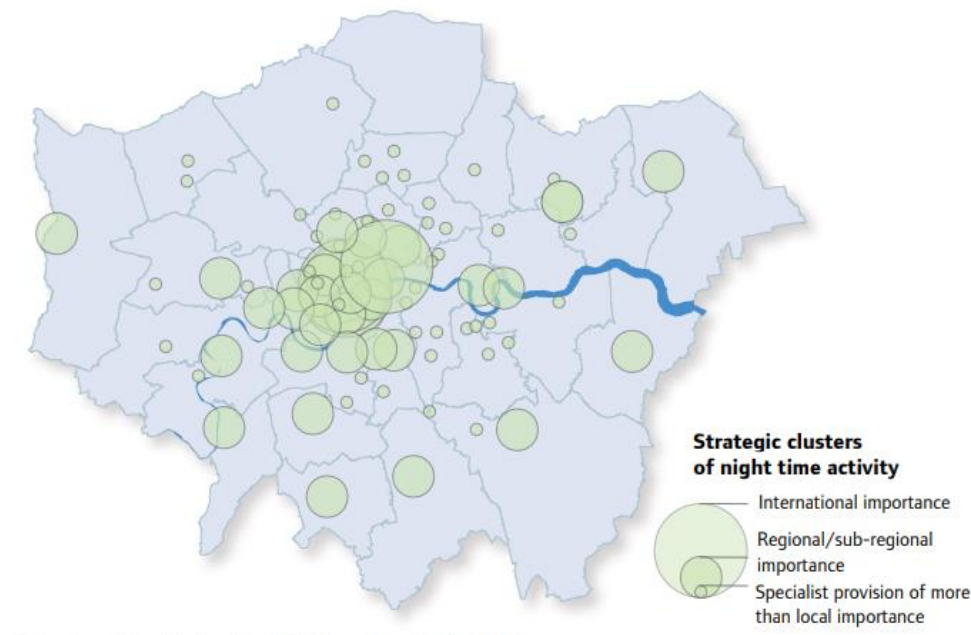 Strategic clusters
of night time activity
International importance
Regional/sub-regional
importance
Specialist provision of more
than local importance